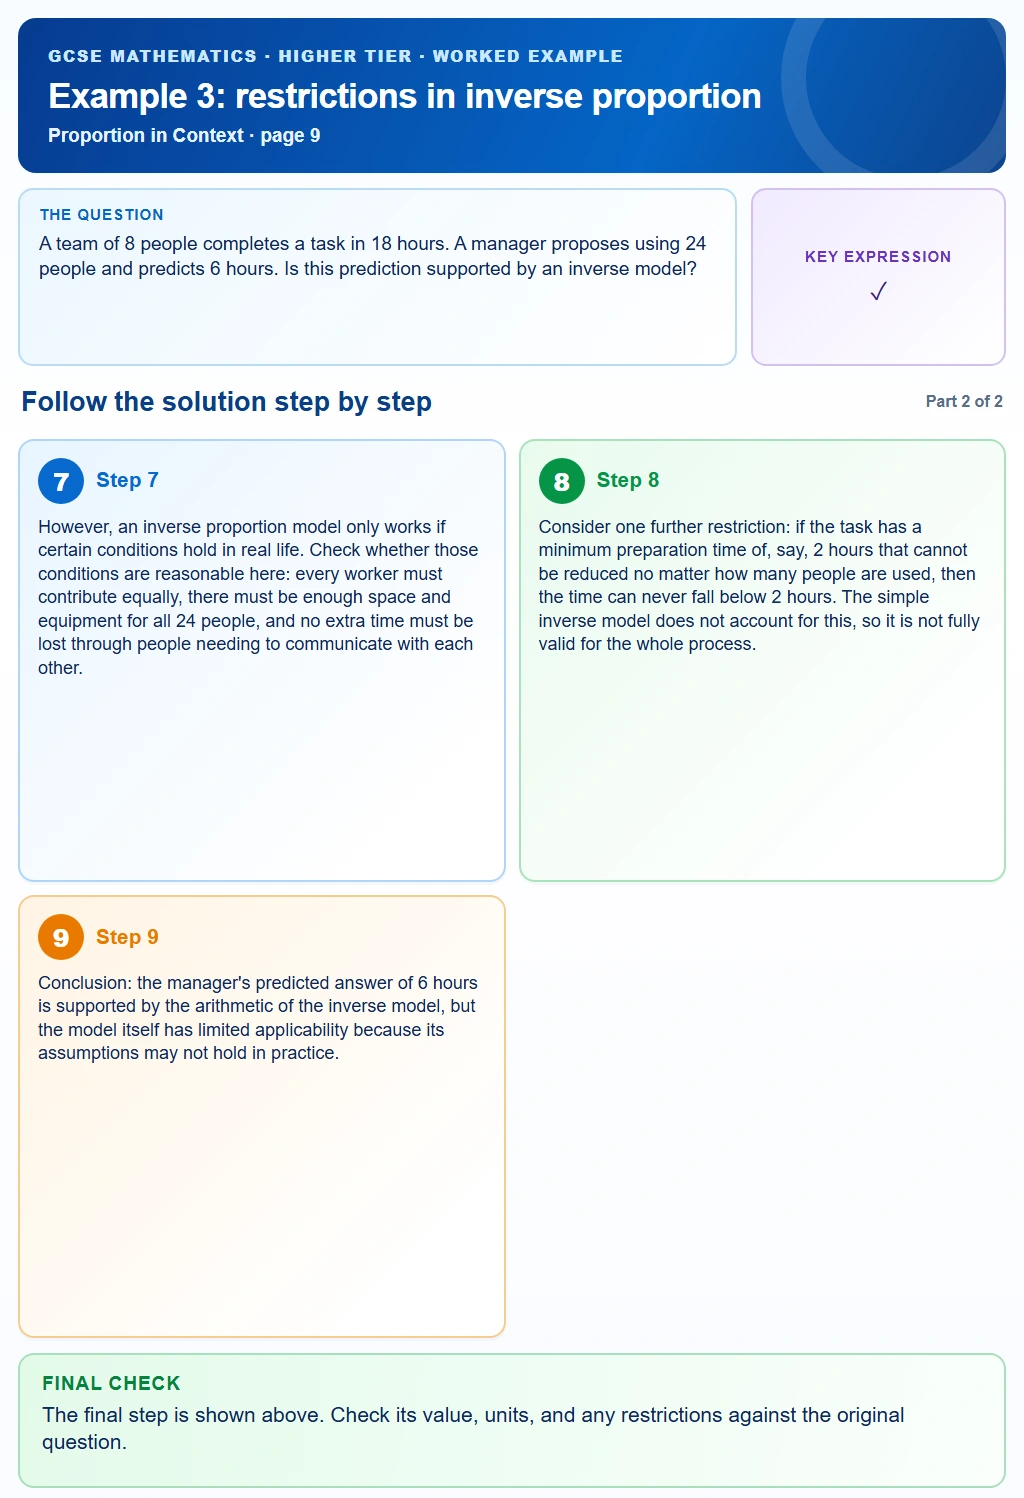 GCSE MATHEMATICS · HIGHER TIER · WORKED EXAMPLE
Example 3: restrictions in inverse proportion
Proportion in Context · page 9
THE QUESTION
A team of 8 people completes a task in 18 hours. A manager proposes using 24
people and predicts 6 hours. Is this prediction supported by an inverse model?
KEY EXPRESSION
✓
Follow the solution step by step
Part 2 of 2
7
Step 7
However, an inverse proportion model only works if
certain conditions hold in real life. Check whether those
conditions are reasonable here: every worker must
contribute equally, there must be enough space and
equipment for all 24 people, and no extra time must be
lost through people needing to communicate with each
other.
8
Step 8
Consider one further restriction: if the task has a
minimum preparation time of, say, 2 hours that cannot
be reduced no matter how many people are used, then
the time can never fall below 2 hours. The simple
inverse model does not account for this, so it is not fully
valid for the whole process.
9
Step 9
Conclusion: the manager's predicted answer of 6 hours
is supported by the arithmetic of the inverse model, but
the model itself has limited applicability because its
assumptions may not hold in practice.
FINAL CHECK
The final step is shown above. Check its value, units, and any restrictions against the original
question.